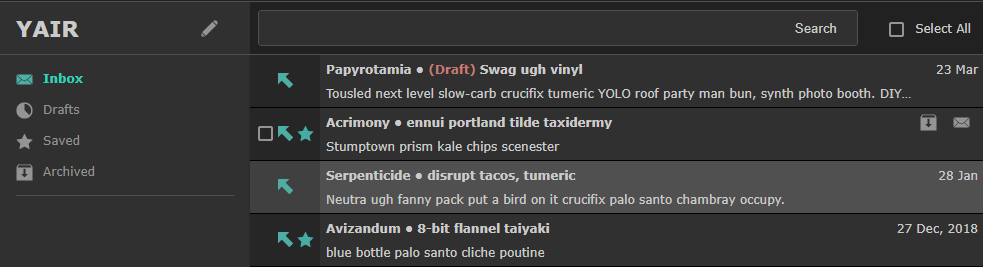 YAIR
Search
Select All
Inbox
Drafts
Saved
Archived
Papyrotamia ● (Draft) Swag ugh vinyl 23 Mar
Tousled next level slow-carb crucifix tumeric YOLO roof party man bun, synth photo booth. DIY…
Acrimony ● ennui portland tilde taxidermy
Stumptown prism kale chips scenester
Serpenticide ● disrupt tacos, tumeric 28 Jan
Neutra ugh fanny pack put a bird on it crucifix palo santo chambray occupy.
Avizandum ● 8-bit flannel taiyaki 27 Dec, 2018
blue bottle palo santo cliche poutine